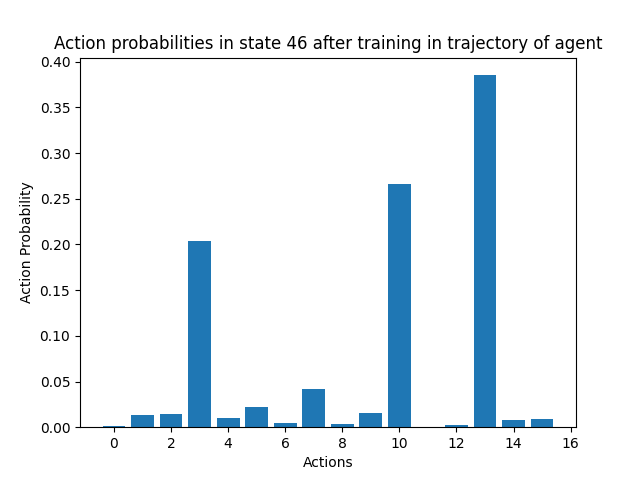 Action probabilities in state 46 after training in trajectory of agent
0.40
0.35
0.30
0.25
0.20
0.15
0.10
0.05
0.00
Action Probability
0 2 4 6 8 10 12 14 16
Actions